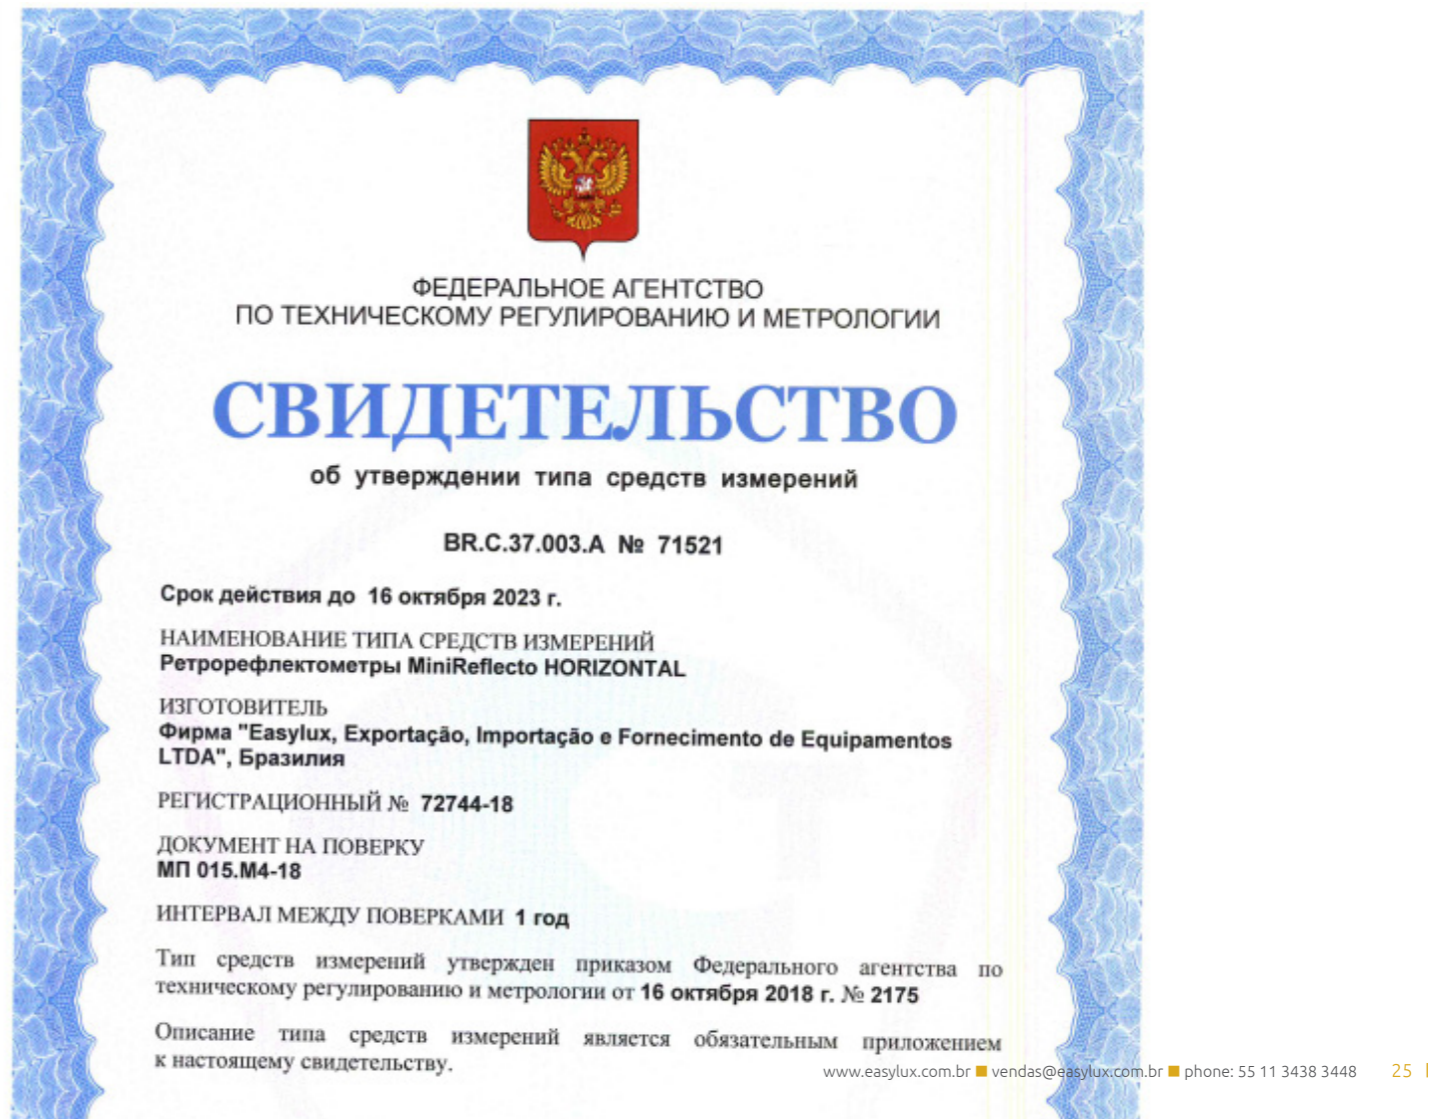 ФЕДЕРАЛЬНОЕ АГЕНТСТВО
ПО ТЕХНИЧЕСКОМУ РЕГУЛИРОВАНИЮ И МЕТРОЛОГИИ
СВИДЕТЕЛЬСТВО
об утверждении типа средств измерений
BR.C.37.003.A № 71521
Срок действия до 16 октября 2023 г.
НАИМЕНОВАНИЕ ТИПА СРЕДСТВ ИЗМЕРЕНИЙ
Ретрорефлектометры MiniReflecto HORIZONTAL
ИЗГОТОВИТЕЛЬ
Фирма "Easylux, Exportação, Importação e Fornecimento de Equipamentos
LTDA", Бразилия
РЕГИСТРАЦИОННЫЙ № 72744-18
ДОКУМЕНТ НА ПОВЕРКУ
МП 015.М4-18
ИНТЕРВАЛ МЕЖДУ ПОВЕРКАМИ 1 год
Тип средств измерений утвержден приказом Федерального агентства по
техническому регулированию и метрологии от 16 октября 2018 г. № 2175
Описание типа средств измерений является обязательным приложением
к настоящему свидетельству.
www.easylux.com.br ■ vendas@easylux.com.br ■ phone: 55 11 3438 3448 25 |